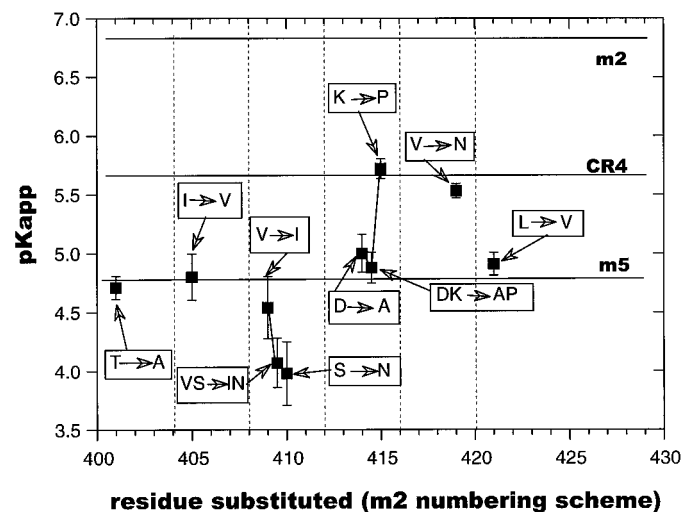 7.0
6.5
6.0
5.5
5.0
4.5
4.0
3.5
pKapp
m2
K → P
V → N
CR4
I → V
V → I
L → V
m5
D → A
DK → AP
T → A
VS → IN
S → N
400 405 410 415 420 425 430
residue substituted (m2 numbering scheme)